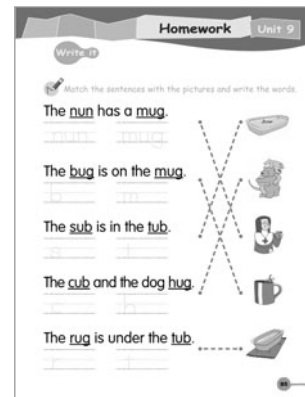 Homework Unit 9
Write it
Match the sentences with the pictures and write the words.
The nun has a mug.
nun mug
The bug is on the mug.
b m
The sub is in the tub.
s t
The cub and the dog hug.
c h
The rug is under the tub.
r t
85